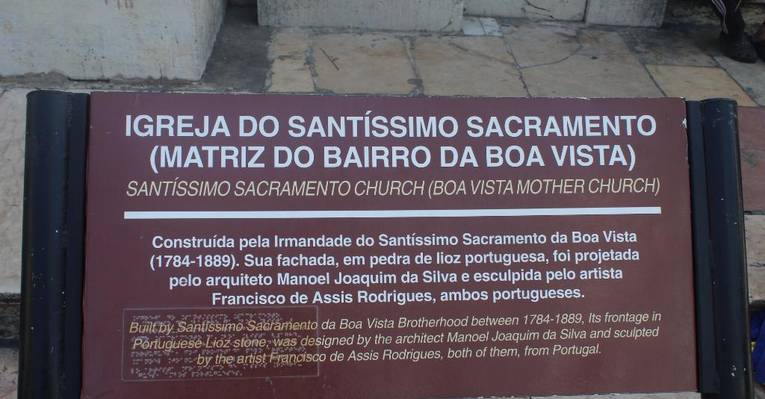 IGREJA DO SANTÍSSIMO SACRAMENTO
(MATRIZ DO BAIRRO DA BOA VISTA)
SANTÍSSIMO SACRAMENTO CHURCH (BOA VISTA MOTHER CHURCH)
Construída pela Irmandade do Santíssimo Sacramento da Boa Vista
(1784-1889). Sua fachada, em pedra de lioz portuguesa, foi projetada
pelo arquiteto Manoel Joaquim da Silva e esculpida pelo artista
Francisco de Assis Rodrigues, ambos portugueses.
Built by Santíssimo Sacramento da Boa Vista Brotherhood between 1784-1889, Its frontage in
Portuguese Lioz stone, was designed by the architect Manoel Joaquim da Silva and sculpted
by the artist Francisco de Assis Rodrigues, both of them, from Portugal.